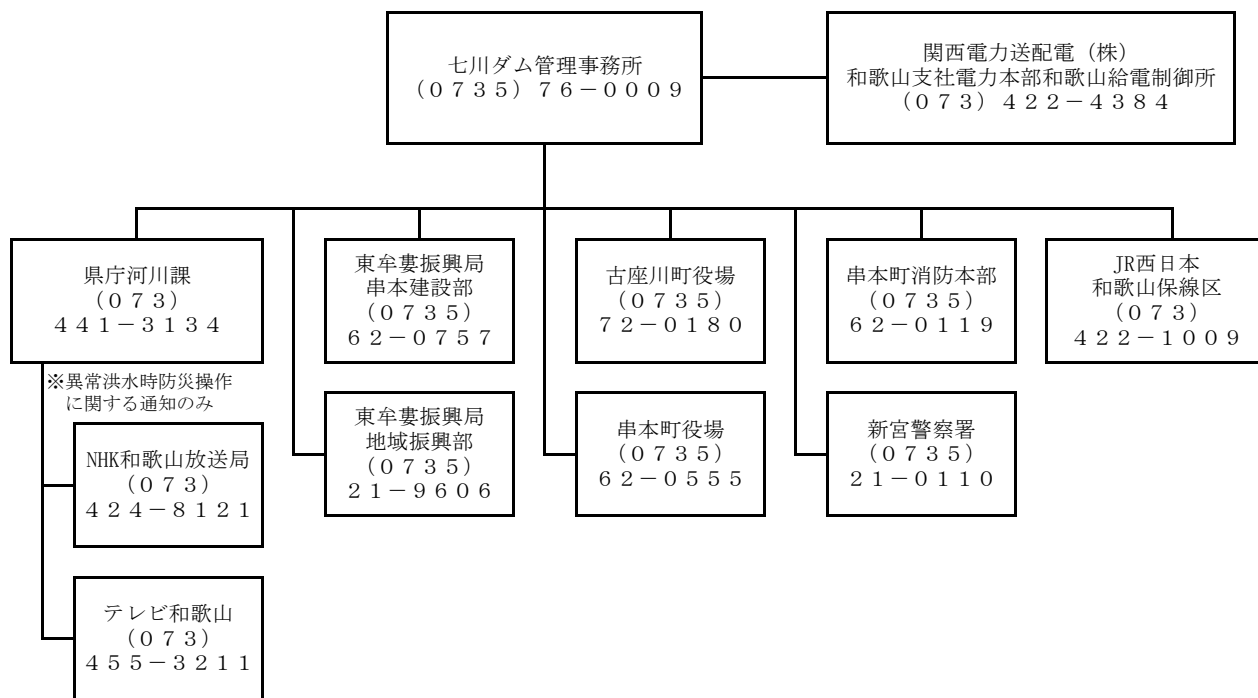 七川ダム管理事務所
（０７３５）７６－０００９
関西電力送配電（株）
和歌山支社電力本部和歌山給電制御所
（０７３）４２２－４３８４
県庁河川課
（０７３）
４４１－３１３４
東牟婁振興局
串本建設部
（０７３５）
６２－０７５７
古座川町役場
（０７３５）
７２－０１８０
串本町消防本部
（０７３５）
６２－０１１９
JR西日本
和歌山保線区
（０７３）
４２２－１００９
※異常洪水時防災操作
に関する通知のみ
東牟婁振興局
地域振興部
（０７３５）
２１－９６０６
串本町役場
（０７３５）
６２－０５５５
新宮警察署
（０７３５）
２１－０１１０
NHK和歌山放送局
（０７３）
４２４－８１２１
テレビ和歌山
（０７３）
４５５－３２１１